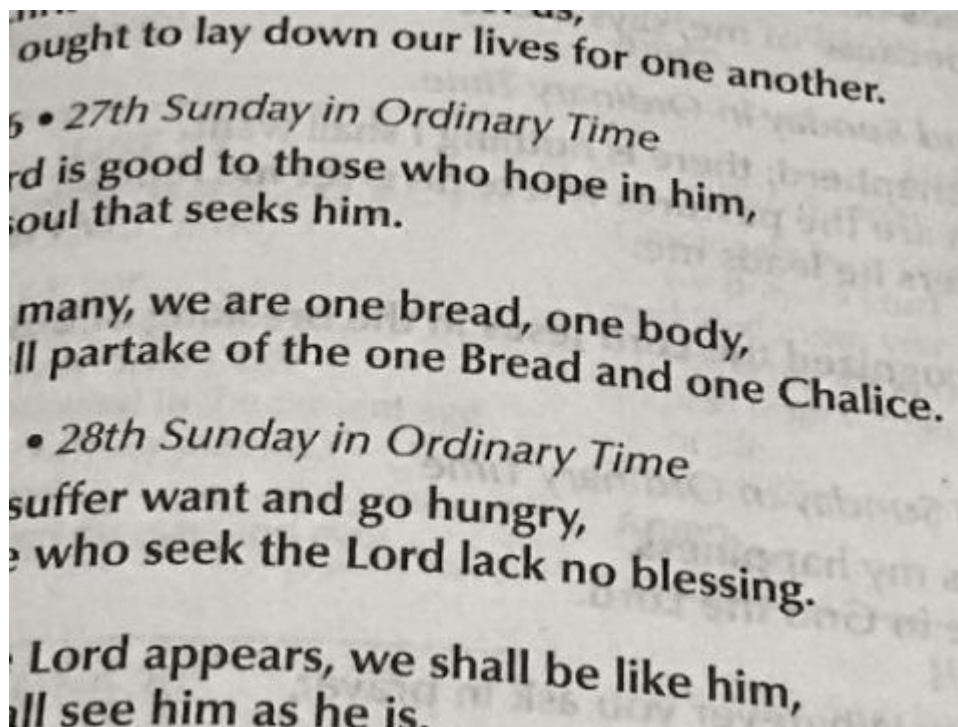 us,
ought to lay down our lives for one another.
• 27th Sunday in Ordinary Time
rd is good to those who hope in him,
soul that seeks him.
many, we are one bread, one body,
ll partake of the one Bread and one Chalice.
• 28th Sunday in Ordinary Time
suffer want and go hungry,
who seek the Lord lack no blessing.
Lord appears, we shall be like him,
all see him as he is.